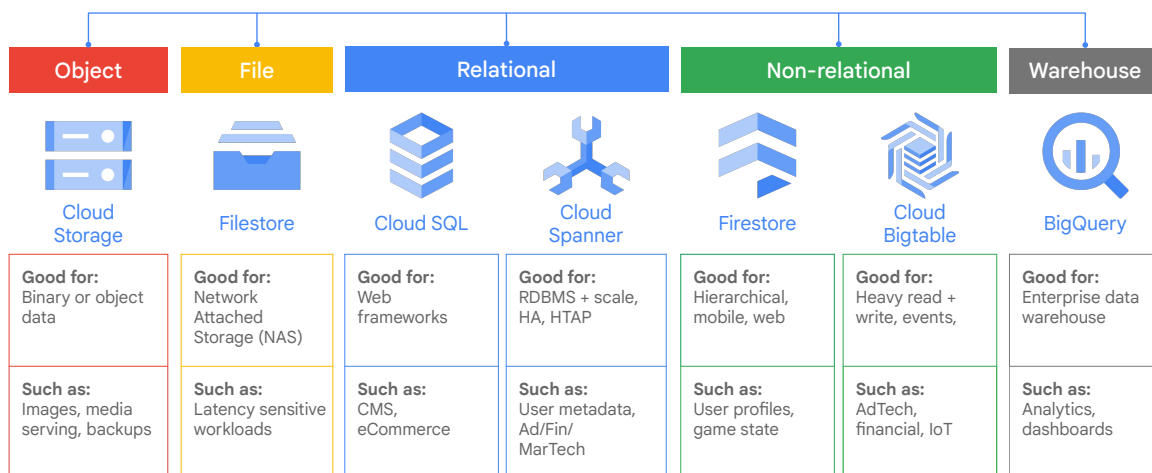 Object
File
Relational
Non-relational
Warehouse
Cloud
Storage
Filestore
Cloud SQL
Cloud
Spanner
Firestore
Cloud
Bigtable
BigQuery
Good for:
Binary or object
data
Good for:
Network
Attached
Storage (NAS)
Good for:
Web
frameworks
Good for:
RDBMS + scale,
HA, HTAP
Good for:
Hierarchical,
mobile, web
Good for:
Heavy read +
write, events,
Good for:
Enterprise data
warehouse
Such as:
Images, media
serving, backups
Such as:
Latency sensitive
workloads
Such as:
CMS,
eCommerce
Such as:
User metadata,
Ad/Fin/
MarTech
Such as:
User profiles,
game state
Such as:
AdTech,
financial, IoT
Such as:
Analytics,
dashboards